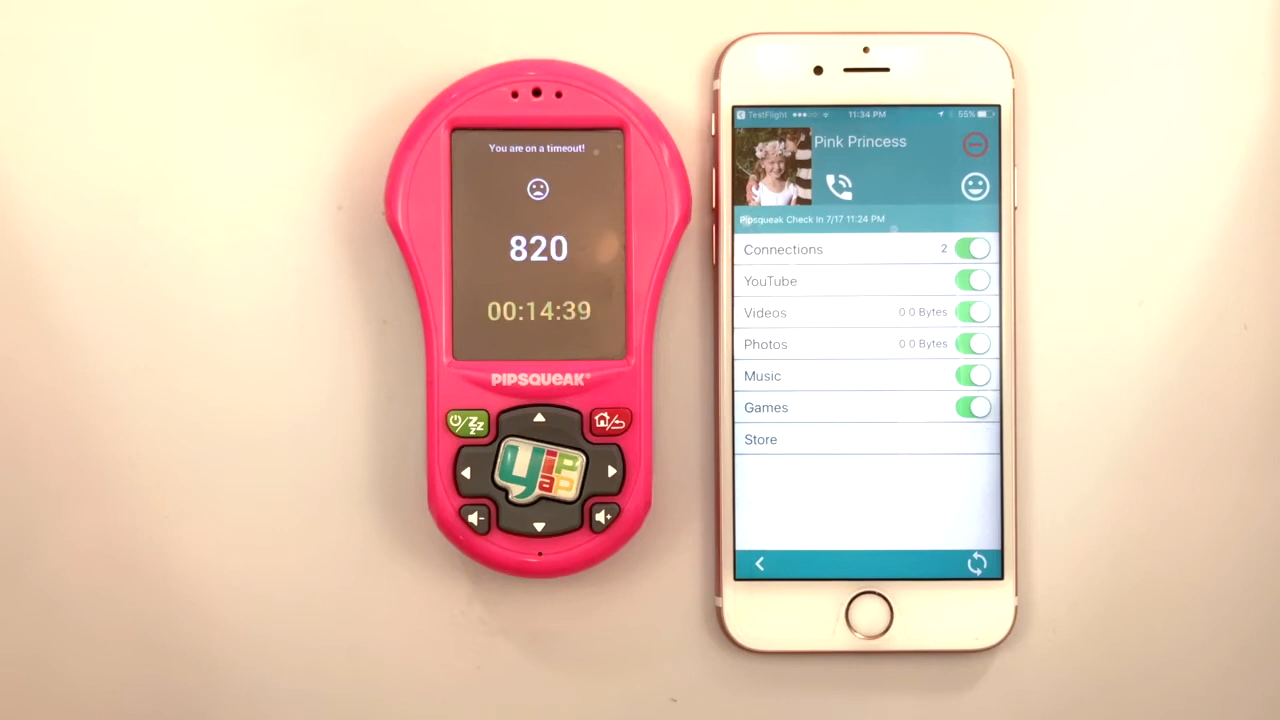 You are on a timeout!
820
00:14:39
PIPSQUEAK®
Zzz
yip
yap
TestFlight
11:34 PM
55%
Pink Princess
Pipsqueak Check In 7/17 11:24 PM
Connections 2
YouTube
Videos 0 0 Bytes
Photos 0 0 Bytes
Music
Games
Store